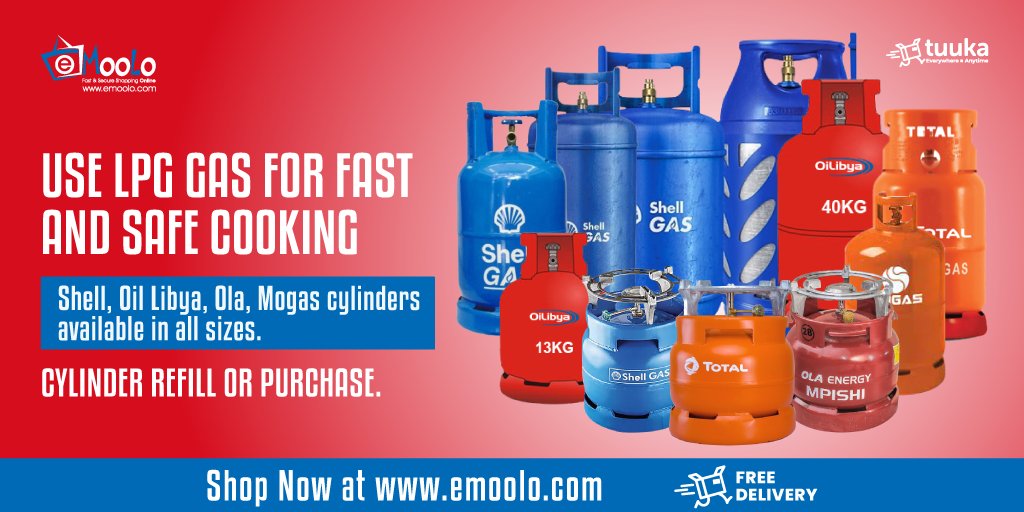 eMooLo
Fast & Secure Shopping Online
www.emoolo.com
tuuka
Everywhere • Anytime
USE LPG GAS FOR FAST
AND SAFE COOKING
Shell, Oil Libya, Ola, Mogas cylinders
available in all sizes.
CYLINDER REFILL OR PURCHASE.
Shell
GAS
Shell
GAS
Shell
GAS
OiLibya
40KG
TOTAL
TOTAL
GAS
GAS
OiLibya
13KG
Shell GAS
TOTAL
28
OLA ENERGY
MPISHI
Shop Now at www.emoolo.com
FREE
DELIVERY